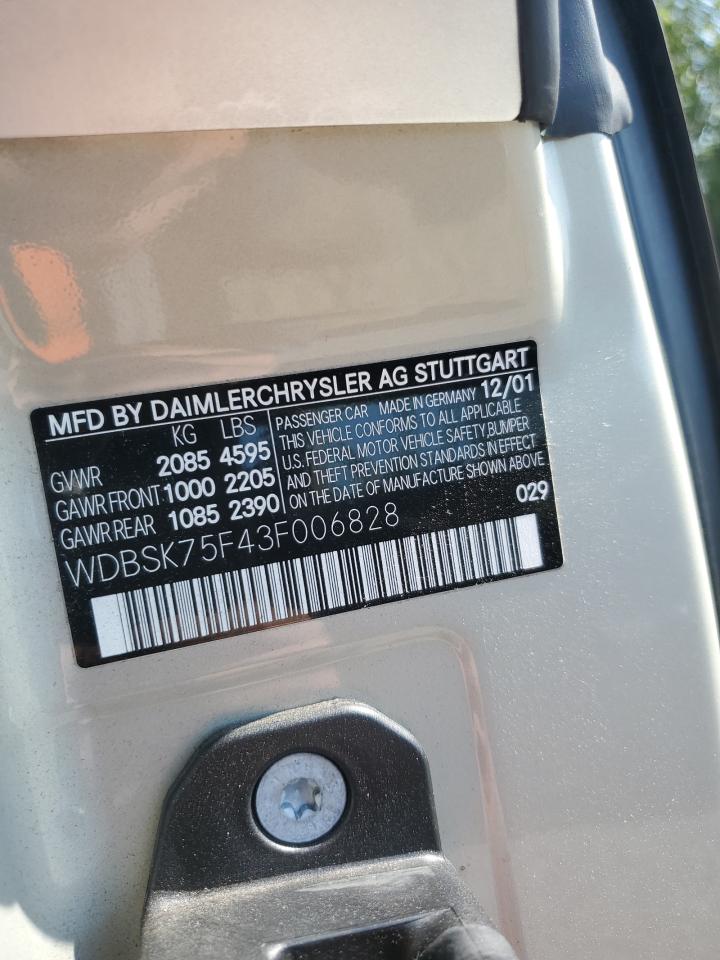 MFD BY DAIMLERCHRYSLER AG STUTTGART
KG LBS
GVWR 2085 4595
GAWR FRONT 1000 2205
GAWR REAR 1085 2390
PASSENGER CAR MADE IN GERMANY 12/01
THIS VEHICLE CONFORMS TO ALL APPLICABLE
U.S. FEDERAL MOTOR VEHICLE SAFETY, BUMPER
AND THEFT PREVENTION STANDARDS IN EFFECT
ON THE DATE OF MANUFACTURE SHOWN ABOVE
029
WDBSK75F43F006828